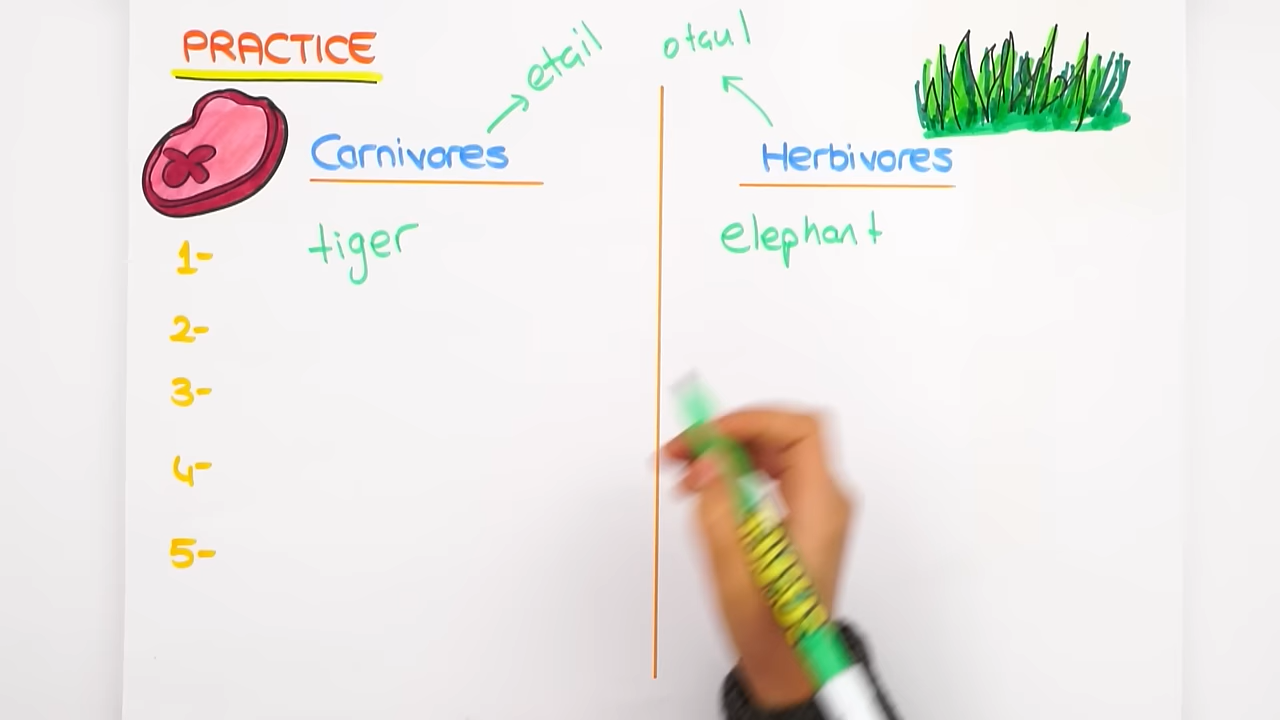 PRACTICE
etail
otaul
Carnivores
Herbivores
1- tiger
elephant
2-
3-
4-
5-